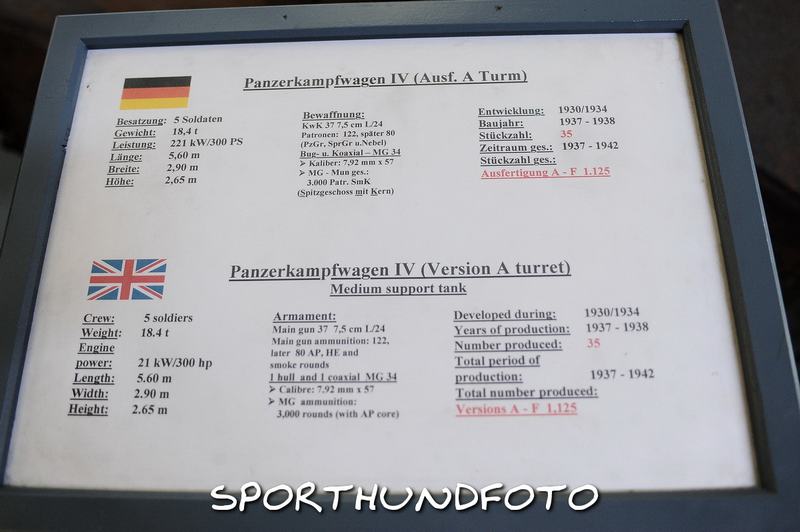 Panzerkampfwagen IV (Ausf. A Turm)
Besatzung: 5 Soldaten
Gewicht: 18,4 t
Leistung: 221 kW/300 PS
Länge: 5,60 m
Breite: 2,90 m
Höhe: 2,65 m
Bewaffnung:
KwK 37 7,5 cm L/24
Patronen: 122, später 80
(PzGr, SprGr u.Nebel)
Bug- u. Koaxial – MG 34
➢ Kaliber: 7,92 mm x 57
➢ MG - Mun ges.:
3.000 Patr. SmK
(Spitzgeschoss mit Kern)
Entwicklung: 1930/1934
Baujahr: 1937 - 1938
Stückzahl: 35
Zeitraum ges.: 1937 - 1942
Stückzahl ges.:
Ausfertigung A - F 1.125
Panzerkampfwagen IV (Version A turret)
Medium support tank
Crew: 5 soldiers
Weight: 18.4 t
Engine
power: 21 kW/300 hp
Length: 5.60 m
Width: 2.90 m
Height: 2.65 m
Armament:
Main gun 37 7,5 cm L/24
Main gun ammunition: 122,
later 80 AP, HE and
smoke rounds
1 hull and 1 coaxial MG 34
➢ Calibre: 7.92 mm x 57
➢ MG ammunition:
3,000 rounds (with AP core)
Developed during: 1930/1934
Years of production: 1937 - 1938
Number produced: 35
Total period of
production: 1937 - 1942
Total number produced:
Versions A - F 1.125
SPORTHUNDFOTO